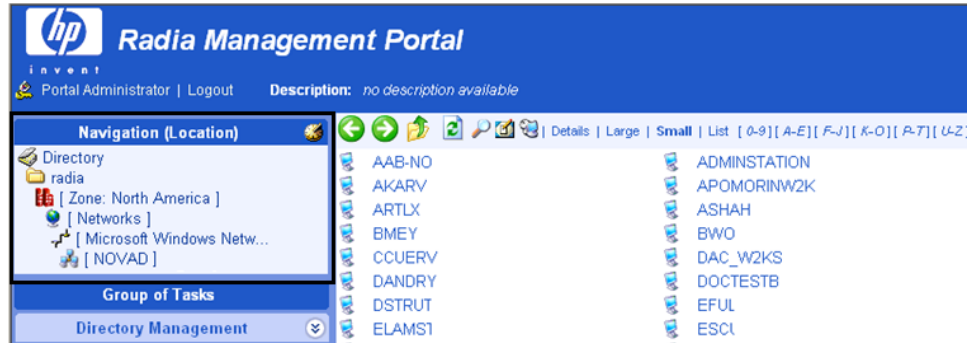 hp
Radia Management Portal
invent
Portal Administrator | Logout Description: no description available
Navigation (Location)
Directory
radia
[ Zone: North America ]
[ Networks ]
[ Microsoft Windows Netw...
[ NOVAD ]
Group of Tasks
Directory Management
Details | Large | Small | List [ 0-9 ] [ A-E ] [ F-J ] [ K-O ] [ P-T ] [ U-Z ]
AAB-NO ADMINSTATION
AKARV APOMORINW2K
ARTLX ASHAH
BMEY BWO
CCUERV DAC_W2KS
DANDRY DOCTESTB
DSTRUT EFUL